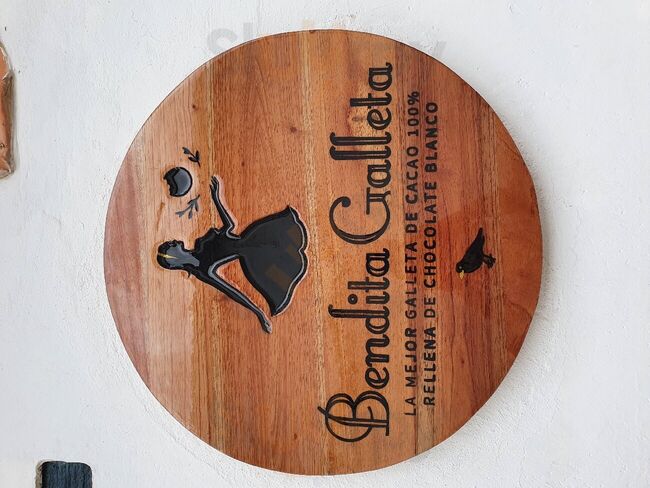 Bendita Galleta
LA MEJOR GALLETA DE CACAO 100%
RELLENA DE CHOCOLATE BLANCO